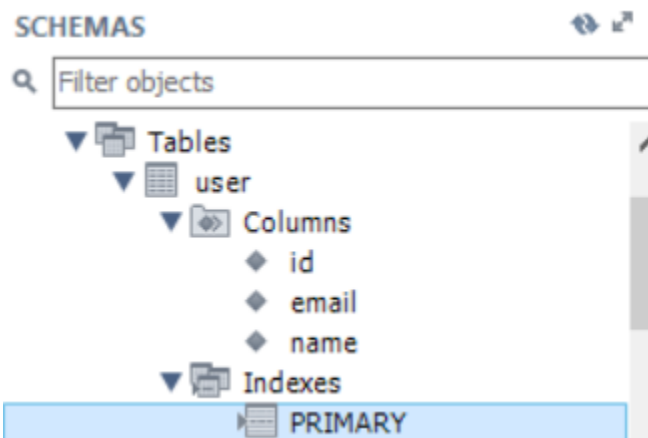 SCHEMAS
Filter objects
Tables
user
Columns
id
email
name
Indexes
PRIMARY